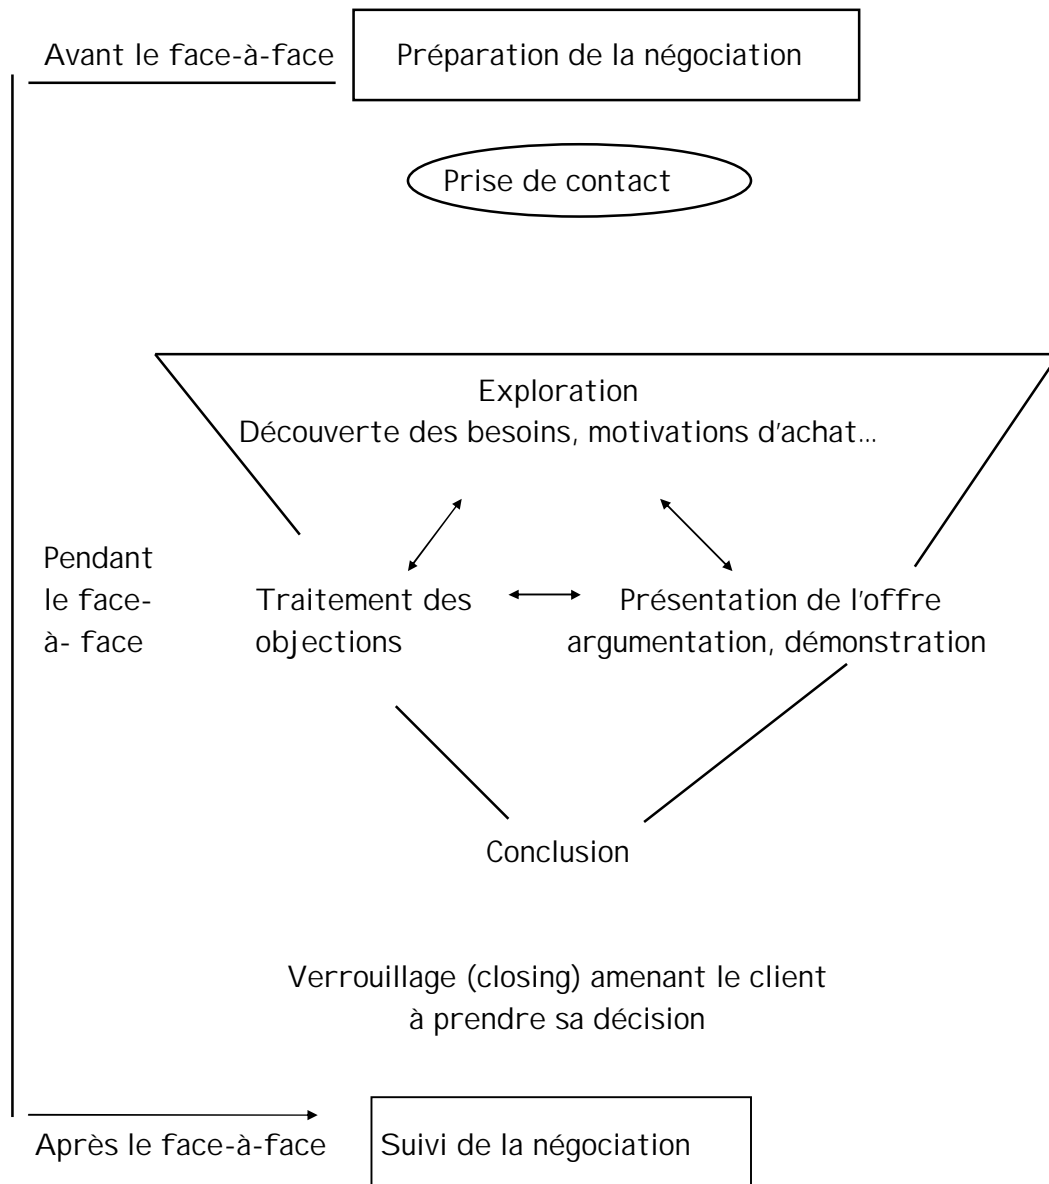 Avant le face-à-face
Préparation de la négociation
Prise de contact
Exploration
Découverte des besoins, motivations d'achat...
Pendant
le face-
à- face
Traitement des
objections
Présentation de l'offre
argumentation, démonstration
Conclusion
Verrouillage (closing) amenant le client
à prendre sa décision
Après le face-à-face
Suivi de la négociation